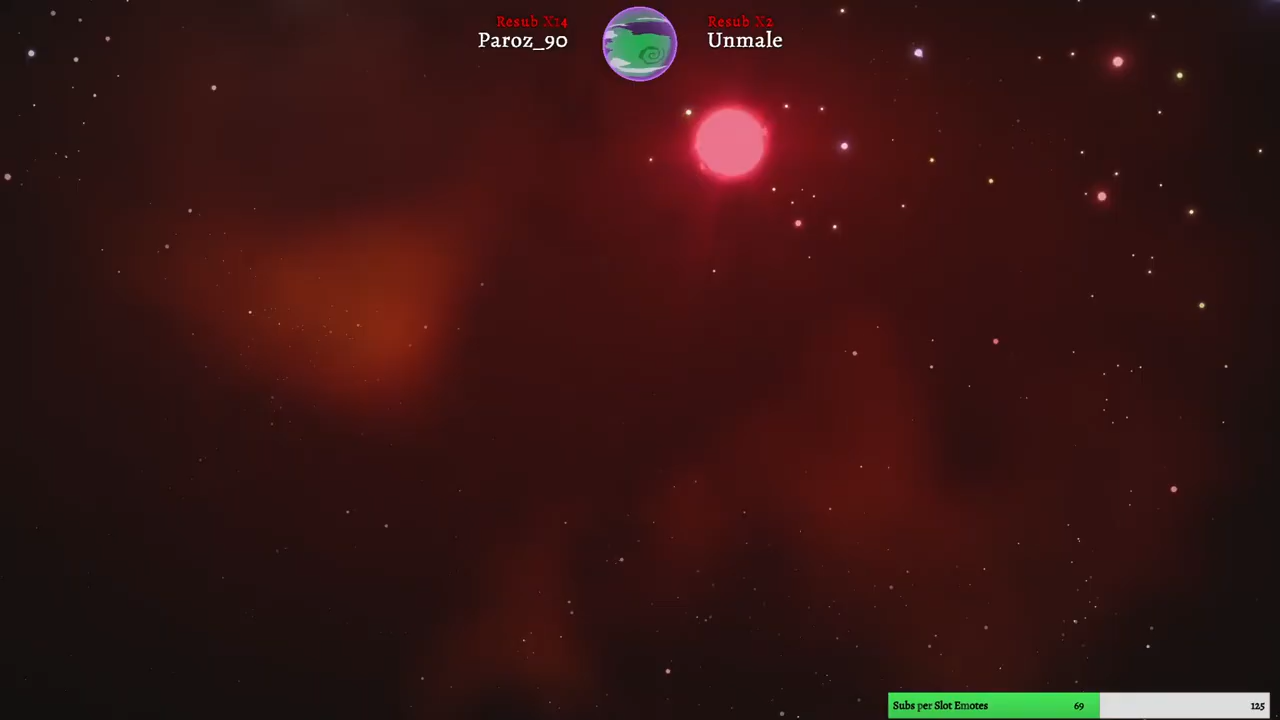 Resub X14
Paroz_90
Resub X2
Unmale
Subs per Slot Emotes 69 125